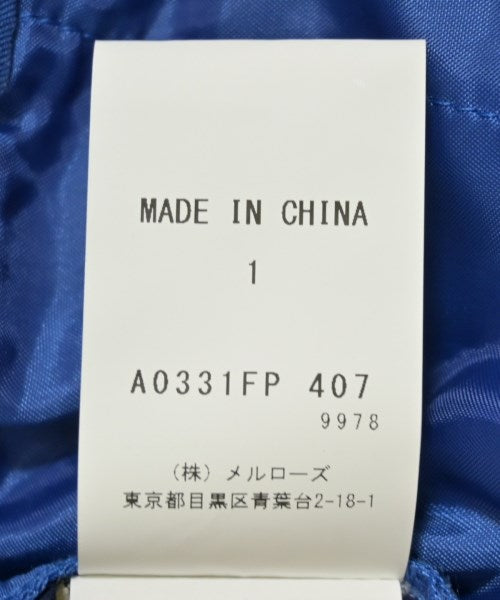 MADE IN CHINA
1
A0331FP 407
9978
(株) メルローズ
東京都目黒区青葉台2-18-1